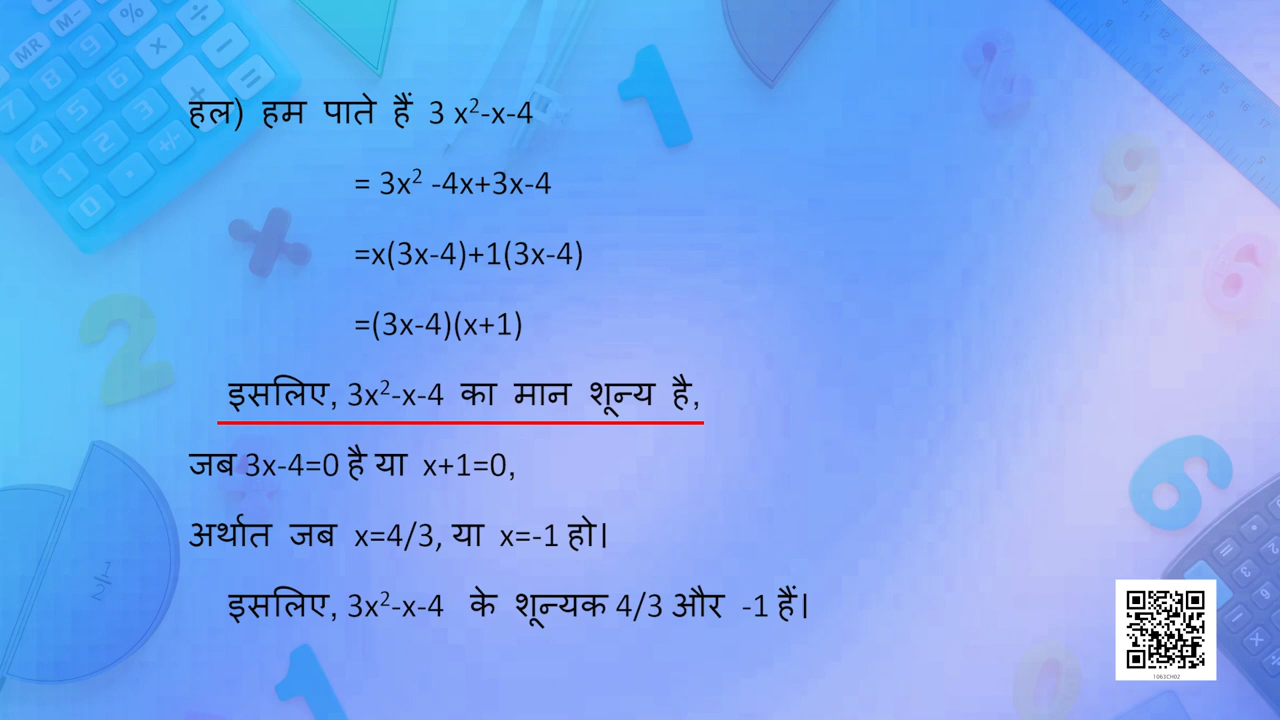 हल) हम पाते हैं 3 x²-x-4
= 3x² -4x+3x-4
=x(3x-4)+1(3x-4)
=(3x-4)(x+1)
इसलिए, 3x²-x-4 का मान शून्य है,
जब 3x-4=0 है या x+1=0,
अर्थात जब x=4/3, या x=-1 हो।
इसलिए, 3x²-x-4 के शून्यक 4/3 और -1 हैं।
1063CH02